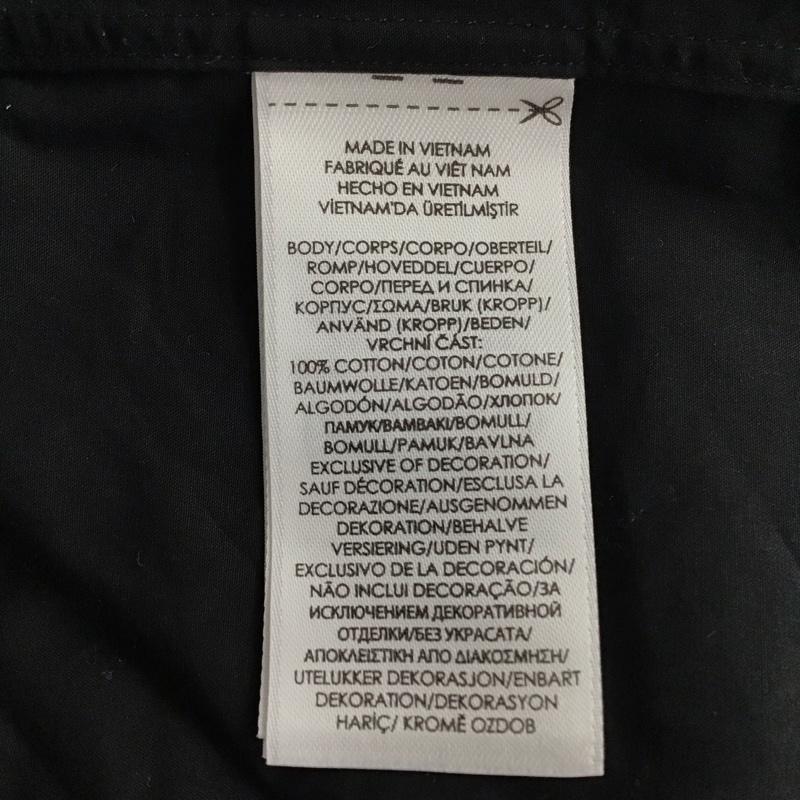 MADE IN VIETNAM
FABRIQUÉ AU VIÊT NAM
HECHO EN VIETNAM
VİETNAM'DA ÜRETİLMİŞTİR
BODY/CORPS/CORPO/OBERTEIL/
ROMP/HOVEDDEL/CUERPO/
CORPO/ПЕРЕД И СПИНКА/
КОРПУС/ΣΩΜΑ/BRUK (KROPP)/
ANVÄND (KROPP)/BEDEN/
VRCHNÍ ČÁST:
100% COTTON/COTON/COTONE/
BAUMWOLLE/KATOEN/BOMULD/
ALGODÓN/ALGODÃO/ХЛОПОК/
ПАМУК/ΒΑΜΒΑΚΙ/BOMULL/
BOMULL/PAMUK/BAVLNA
EXCLUSIVE OF DECORATION/
SAUF DÉCORATION/ESCLUSA LA
DECORAZIONE/AUSGENOMMEN
DEKORATION/BEHALVE
VERSIERING/UDEN PYNT/
EXCLUSIVO DE LA DECORACIÓN/
NÃO INCLUI DECORAÇÃO/ЗА
ИСКЛЮЧЕНИЕМ ДЕКОРАТИВНОЙ
ОТДЕЛКИ/БЕЗ УКРАСАТА/
ΑΠΟΚΛΕΙΣΤΙΚΗ ΑΠΟ ΔΙΑΚΟΣΜΗΣΗ/
UTELUKKER DEKORASJON/ENBART
DEKORATION/DEKORASYON
HARİÇ/ KROMĚ OZDOB